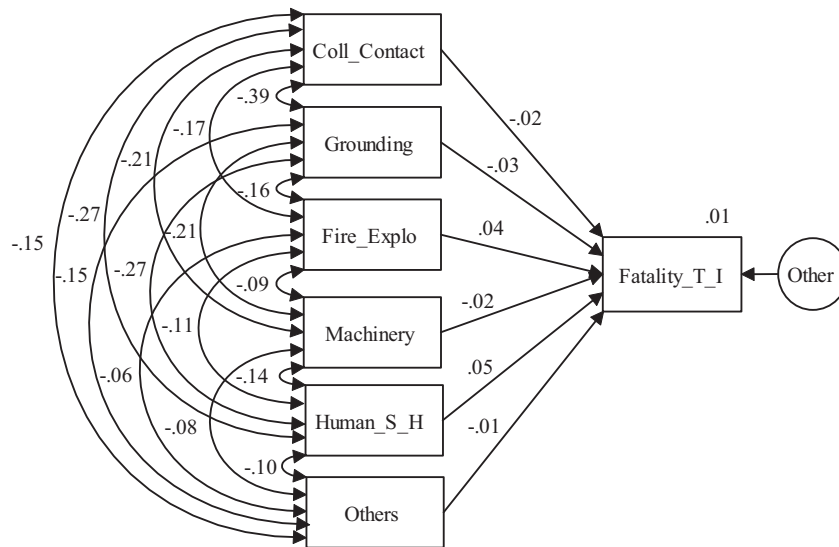 Coll_Contact
-.39
-.02
-.17
Grounding
-.03
-.21
-.16
-.27
.01
-.15
-.21
Fire_Explo
.04
Fatality_T_I
Other
-.15
-.27
-.09
-.02
-.11
Machinery
-.06
-.14
.05
-.08
Human_S_H
-.01
-.10
Others